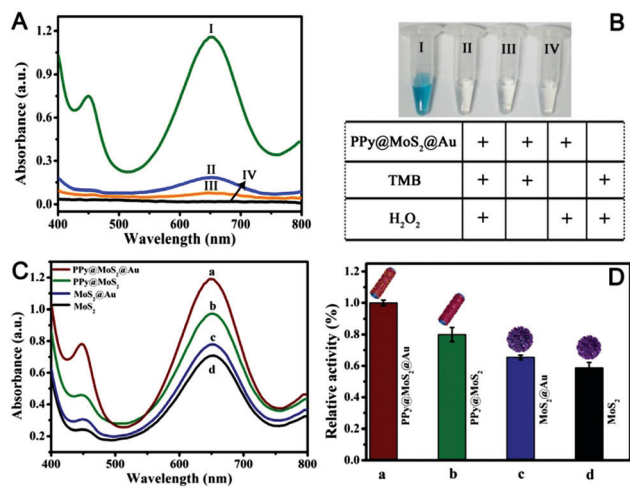 A
Absorbance (a.u.)
1.2
0.9
0.6
0.3
0.0
I
II
III
IV
400 500 600 700 800
Wavelength (nm)
B
I II III IV
PPy@MoS2@Au + + +
TMB + + +
H2O2 + + +
C
Absorbance (a.u.)
1.2
1.0
0.8
0.6
0.4
0.2
PPy@MoS2@Au
PPy@MoS2
MoS2@Au
MoS2
a
b
c
d
400 500 600 700 800
Wavelength (nm)
D
Relative activity (%)
1.2%
1.0%
0.8%
0.6%
0.4%
0.2%
0.0%
PPy@MoS2@Au
PPy@MoS2
MoS2@Au
MoS2
a b c d